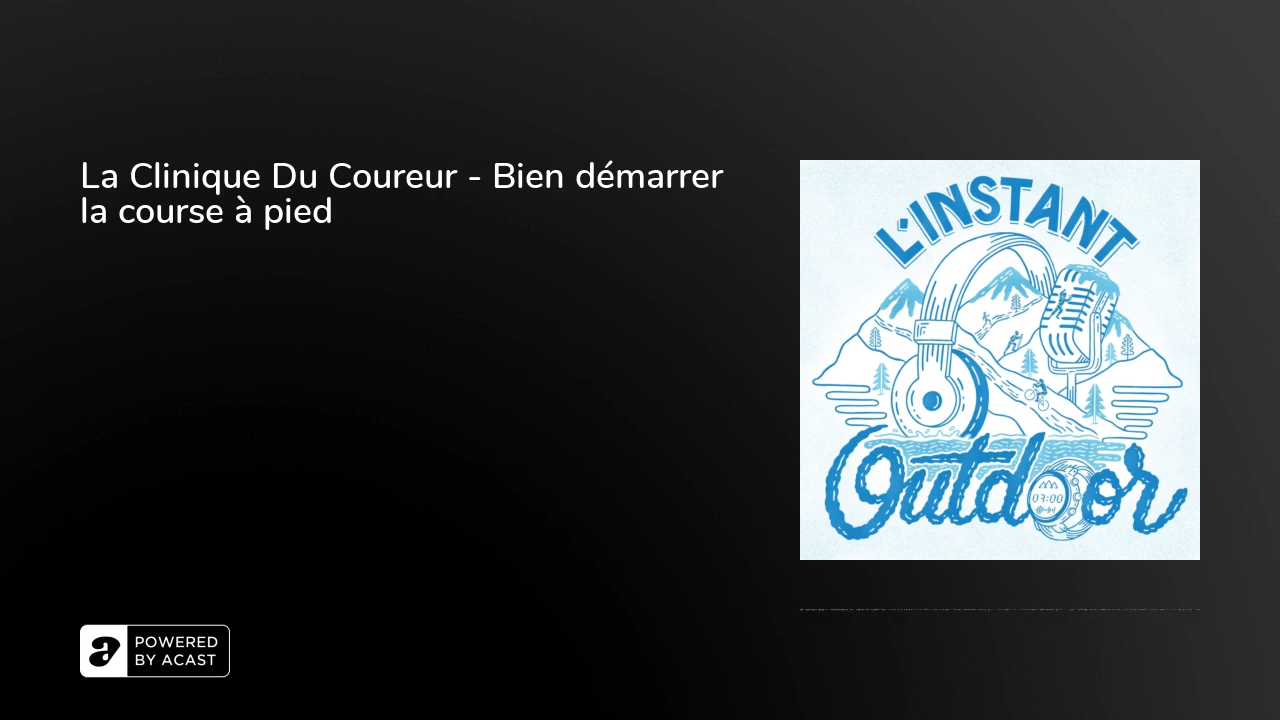 La Clinique Du Coureur - Bien démarrer
la course à pied
L'INSTANT
Outdoor
07:00
POWERED
BY ACAST